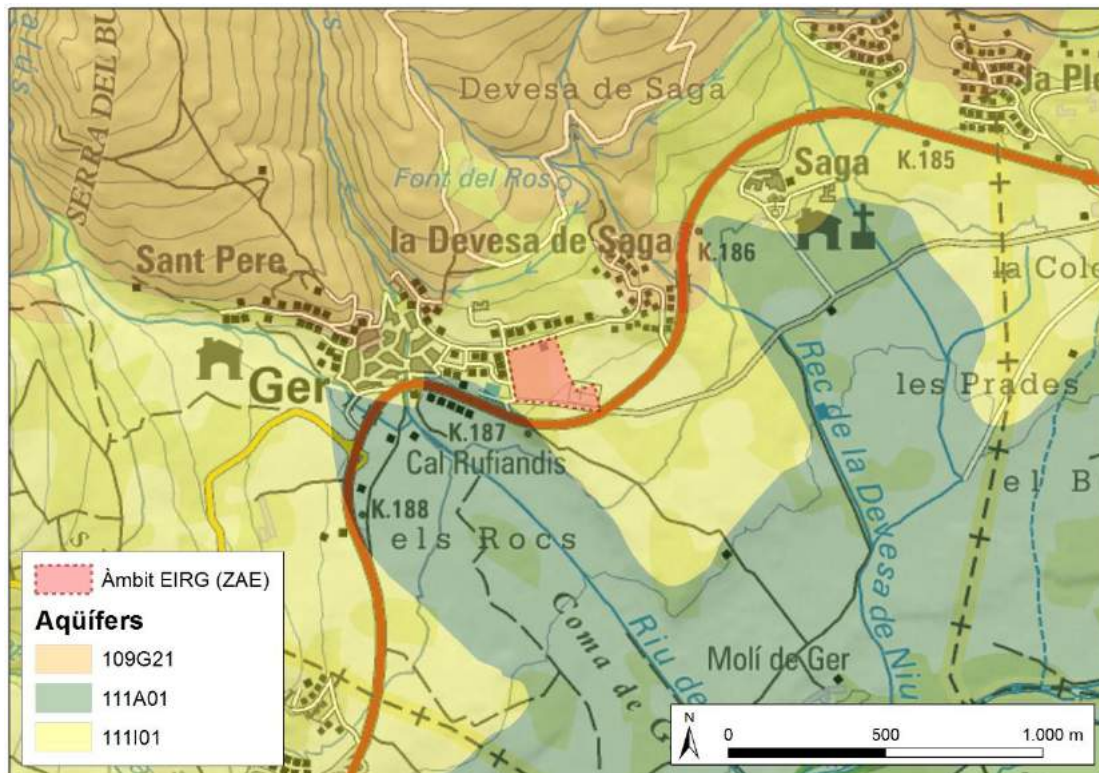 SERRA DEL BU
Devesa de Saga
la Ple
K.185
Saga
Font del Ros
la Devesa de Saga
K.186
Sant Pere
la Cole
Ger
les Prades
Rec de la Devesa de Niu
K.187
Cal Rufiandis
el B
K.188
els Rocs
Coma de G
Riu de
Molí de Ger
Àmbit EIRG (ZAE)
Aqüífers
109G21
111A01
111I01
N
0 500 1.000 m